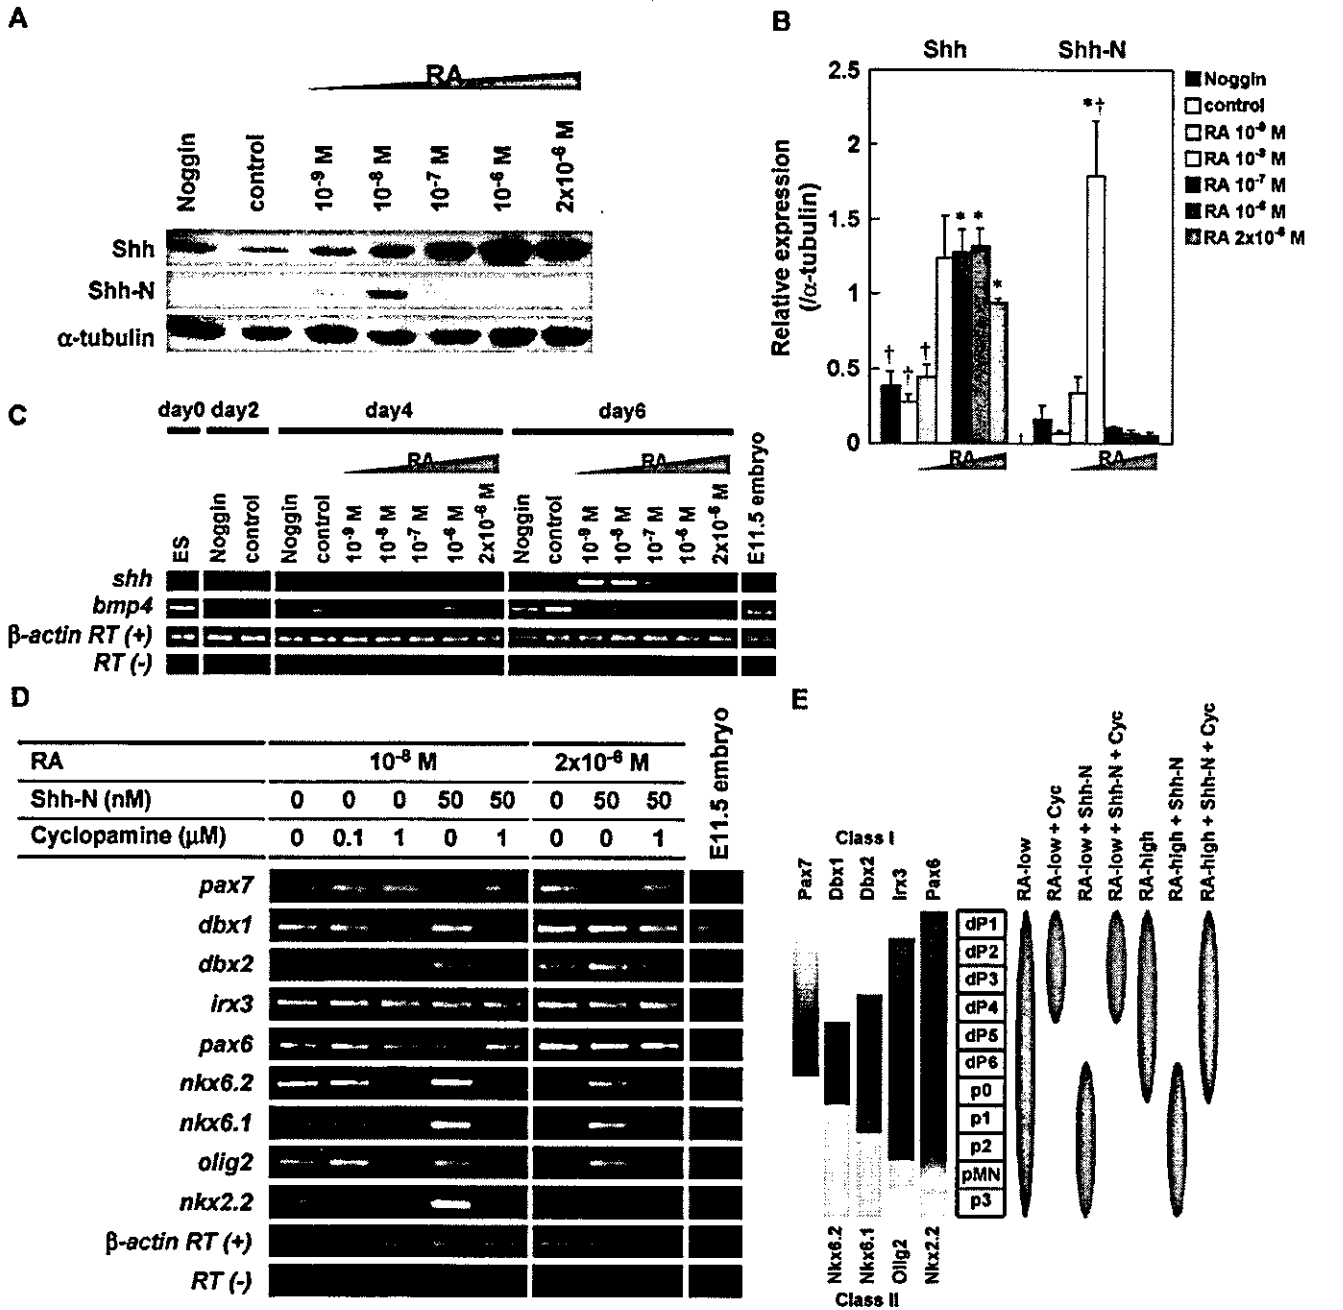 A
RA
Noggin
control
10⁻⁹ M
10⁻⁸ M
10⁻⁷ M
10⁻⁶ M
2x10⁻⁶ M
Shh
Shh-N
α-tubulin
B
Shh
Shh-N
2.5
2
1.5
1
0.5
0
Relative expression
(/α-tubulin)
†
†
†
*
*
*
*†
RA
RA
Noggin
control
RA 10⁻⁹ M
RA 10⁻⁸ M
RA 10⁻⁷ M
RA 10⁻⁶ M
RA 2x10⁻⁶ M
C
day0 day2 day4 day6
RA
RA
ES
Noggin
control
Noggin
control
10⁻⁹ M
10⁻⁸ M
10⁻⁷ M
10⁻⁶ M
2x10⁻⁶ M
Noggin
control
10⁻⁹ M
10⁻⁸ M
10⁻⁷ M
10⁻⁶ M
2x10⁻⁶ M
E11.5 embryo
shh
bmp4
β-actin RT (+)
RT (-)
D
RA 10⁻⁸ M 2x10⁻⁶ M
Shh-N (nM) 0 0 0 50 50 0 50 50
Cyclopamine (μM) 0 0.1 1 0 1 0 0 1
E11.5 embryo
pax7
dbx1
dbx2
irx3
pax6
nkx6.2
nkx6.1
olig2
nkx2.2
β-actin RT (+)
RT (-)
E
Class I
Pax7
Dbx1
Dbx2
Irx3
Pax6
RA-low
RA-low + Cyc
RA-low + Shh-N
RA-low + Shh-N + Cyc
RA-high
RA-high + Shh-N
RA-high + Shh-N + Cyc
dP1
dP2
dP3
dP4
dP5
dP6
p0
p1
p2
pMN
p3
Nkx6.2
Nkx6.1
Olig2
Nkx2.2
Class II